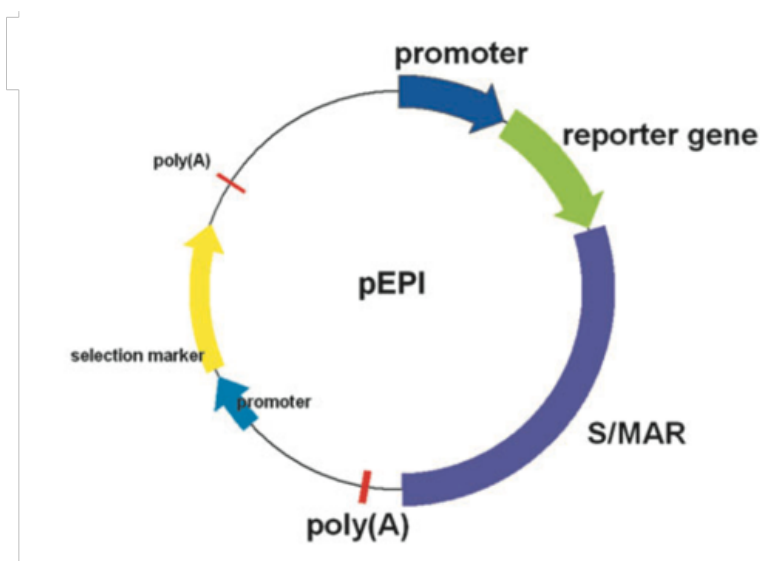 promoter
reporter gene
poly(A)
pEPI
selection marker
promoter
S/MAR
poly(A)